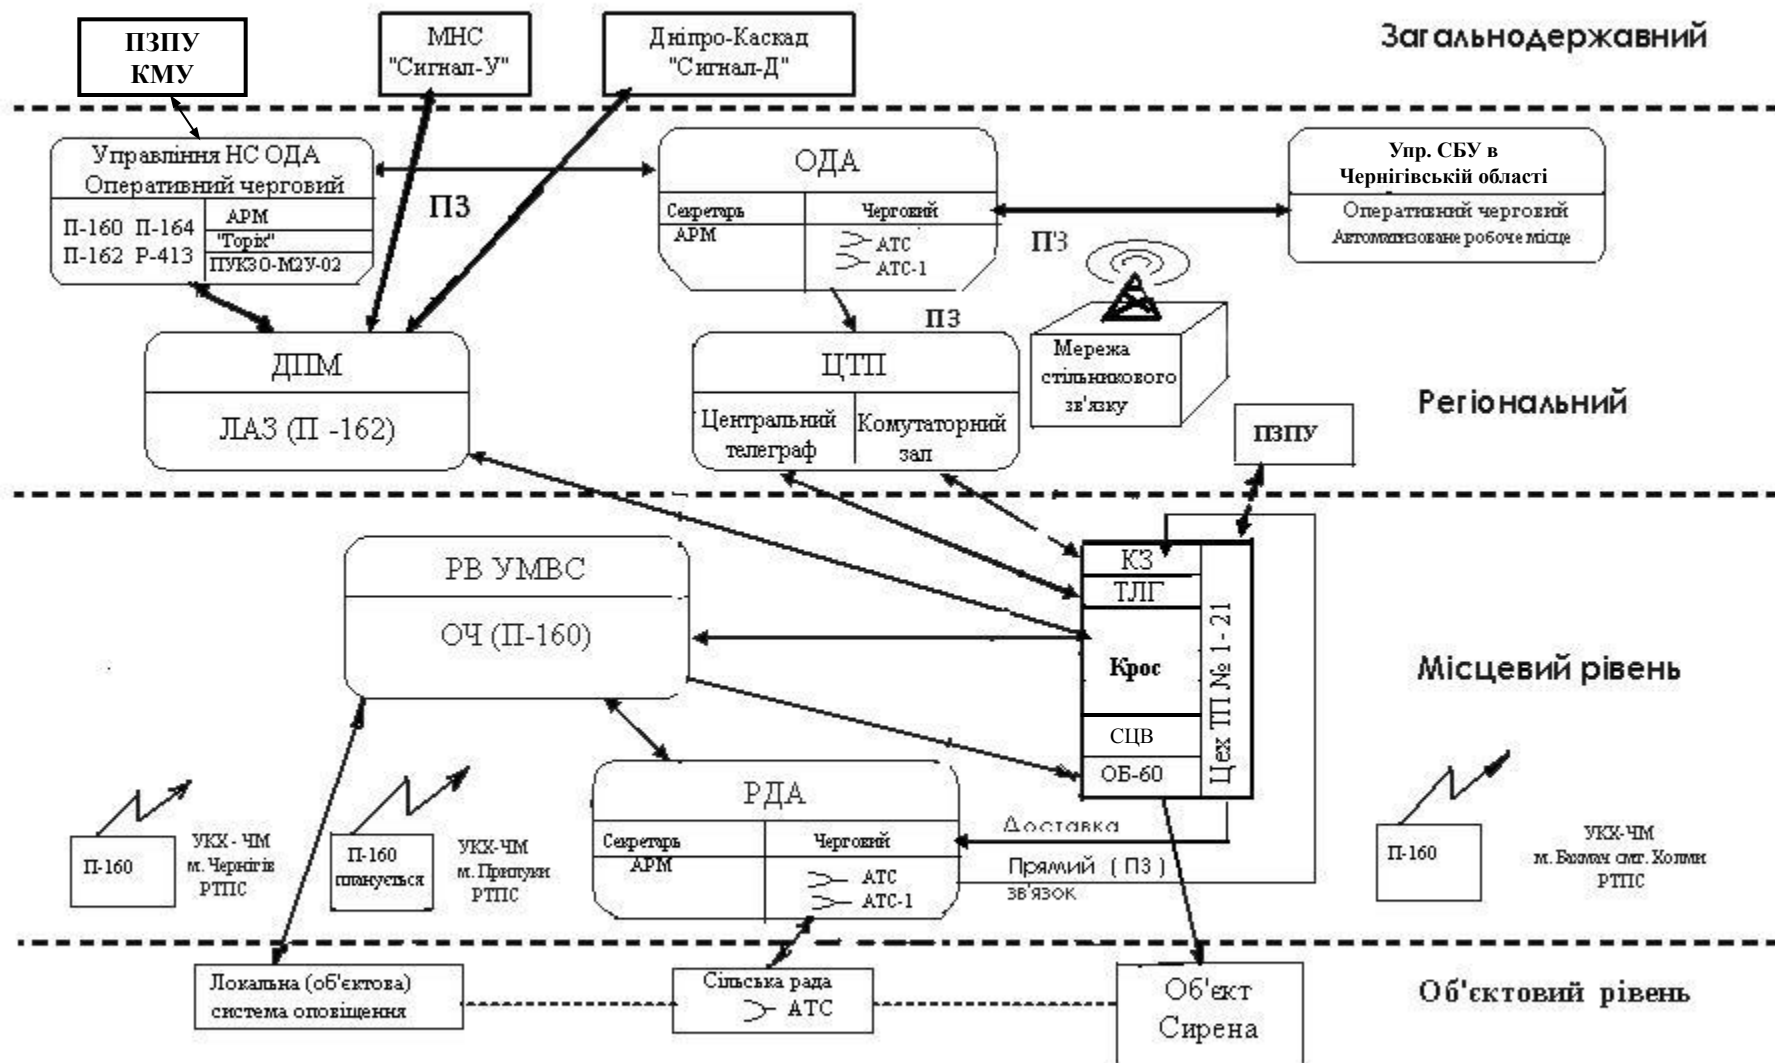 ПЗПУ
КМУ
МНС
"Сигнал-У"
Дніпро-Каскад
"Сигнал-Д"
Загальнодержавний
Управління НС ОДА
Оперативний черговий
П-160 П-164
П-162 Р-413
АРМ
"Торіх"
ПУКЗО-М2У-02
ПЗ
ОДА
Секретарь
АРМ
Черговий
АТС
АТС-1
Упр. СБУ в
Чернігівській області
Оперативний черговий
Автоматизоване робоче місце
ПЗ
ПЗ
ДПМ
ЛАЗ (П -162)
ЦТП
Центральний
телеграф
Комутаторний
зал
Мережа
стільникового
зв'язку
Регіональний
ПЗПУ
РВ УМВС
ОЧ (П-160)
КЗ
ТЛГ
Крос
СЦВ
ОБ-60
Цех ТП № 1- 21
Місцевий рівень
П-160
УКХ - ЧМ
м. Чернігів
РТПС
П-160
планується
УКХ-ЧМ
м. Прилуки
РТПС
РДА
Секретарь
АРМ
Черговий
АТС
АТС-1
Доставка
Прямий ( ПЗ )
зв'язок
П-160
УКХ-ЧМ
м. Бахмач смт. Холми
РТПС
Локальна (об'єктова)
система оповіщення
Сільська рада
АТС
Об'єкт
Сирена
Об'єктовий рівень